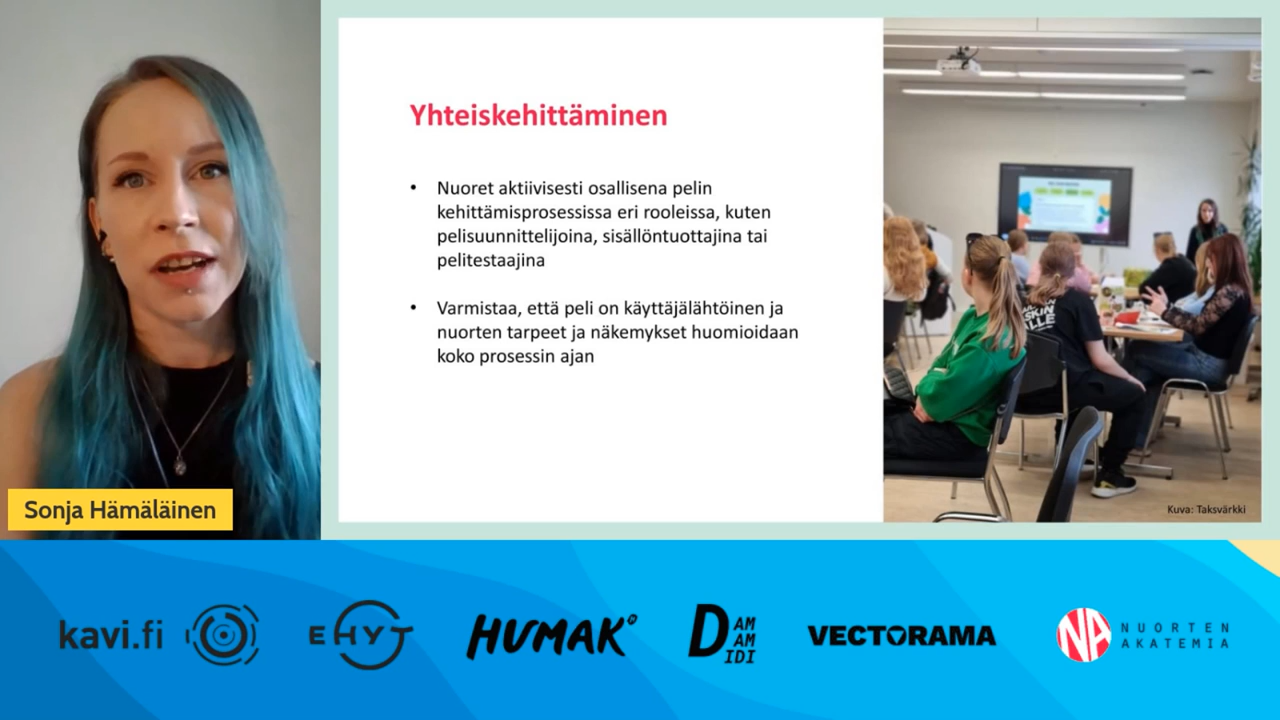 Yhteiskehittäminen
• Nuoret aktiivisesti osallisena pelin
kehittämisprosessissa eri rooleissa, kuten
pelisuunnittelijoina, sisällöntuottajina tai
pelitestaajina
• Varmistaa, että peli on käyttäjälähtöinen ja
nuorten tarpeet ja näkemykset huomioidaan
koko prosessin ajan
Kuva: Taksvärkki
Sonja Hämäläinen
kavi.fi
EHYT
HUMAK
DAM
AM
IDI
VECTORAMA
NA
NUORTEN
AKATEMIA